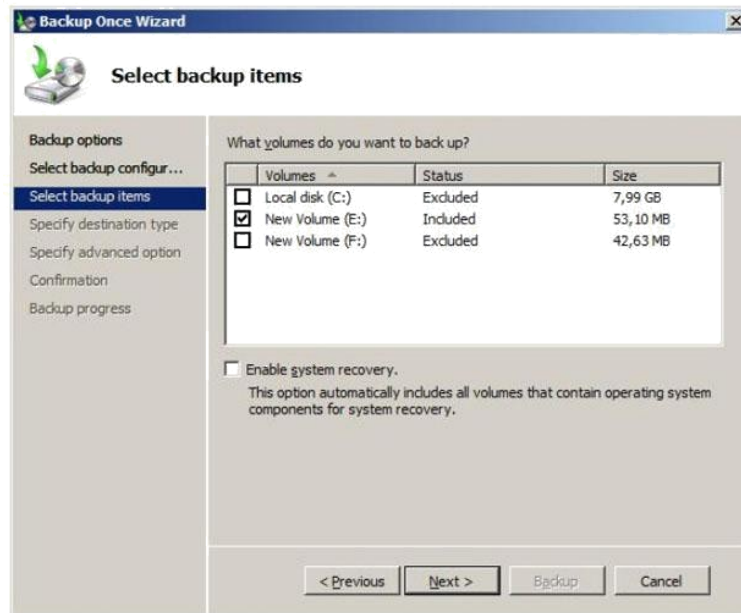 Backup Once Wizard
Select backup items
Backup options
Select backup configur...
Select backup items
Specify destination type
Specify advanced option
Confirmation
Backup progress
What volumes do you want to back up?
Volumes Status Size
Local disk (C:) Excluded 7,99 GB
New Volume (E:) Included 53,10 MB
New Volume (F:) Excluded 42,63 MB
Enable system recovery.
This option automatically includes all volumes that contain operating system
components for system recovery.
< Previous Next > Backup Cancel